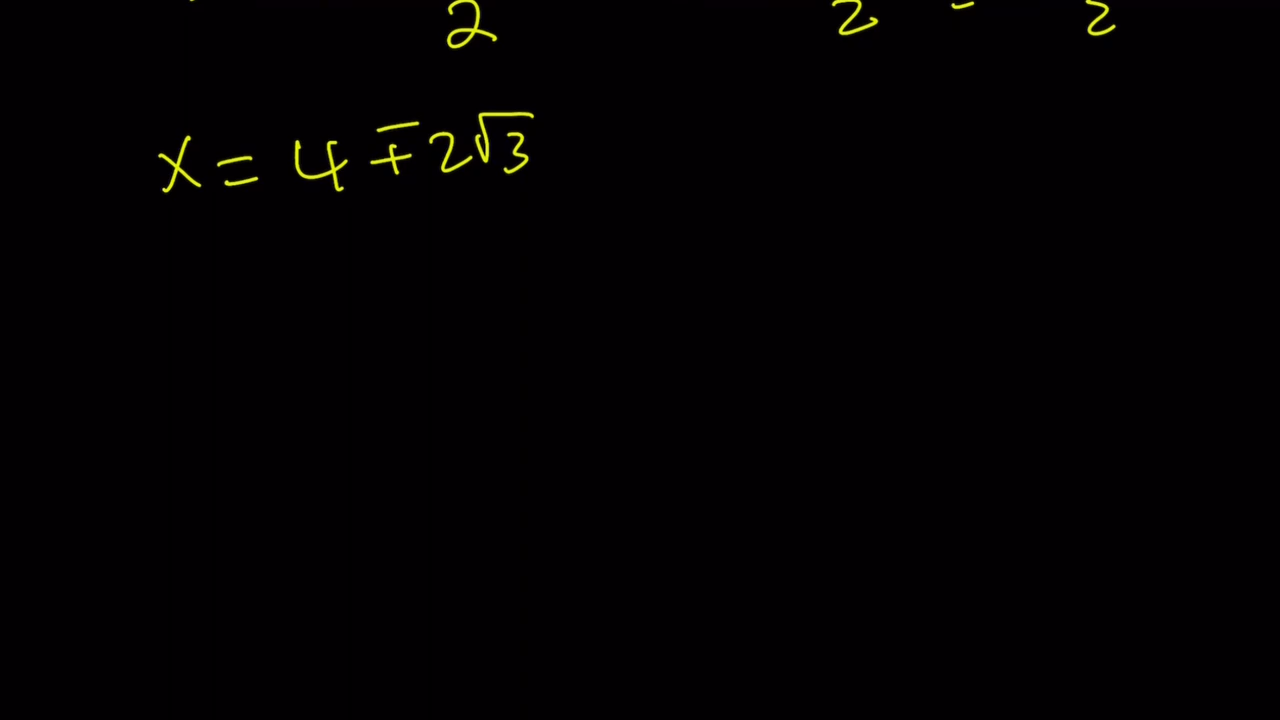 2 2 - 2
x = 4 ∓ 2√3